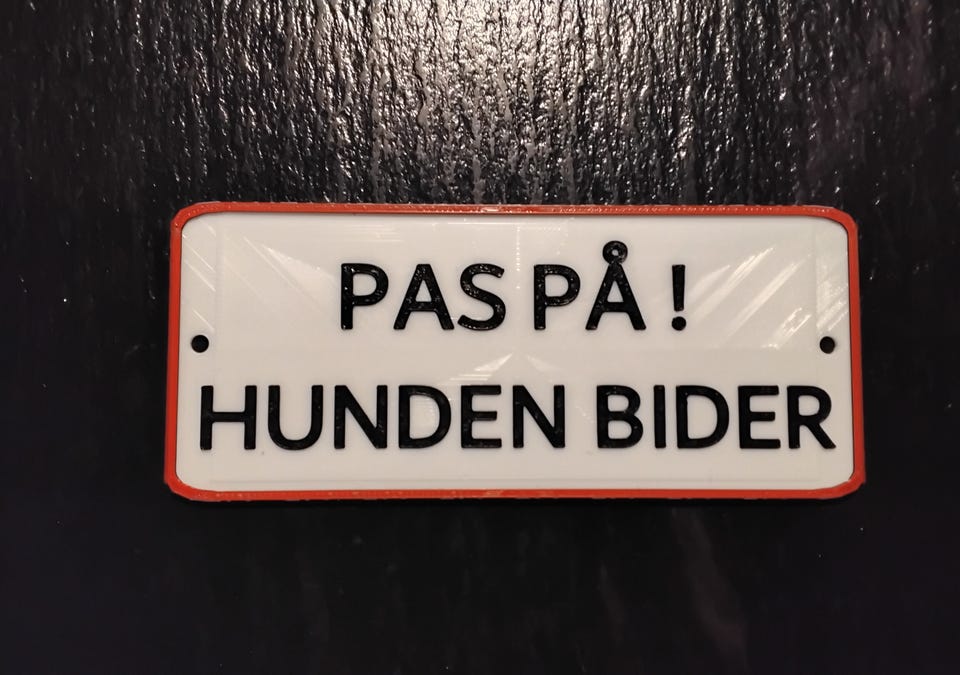 PAS PÅ !
HUNDEN BIDER